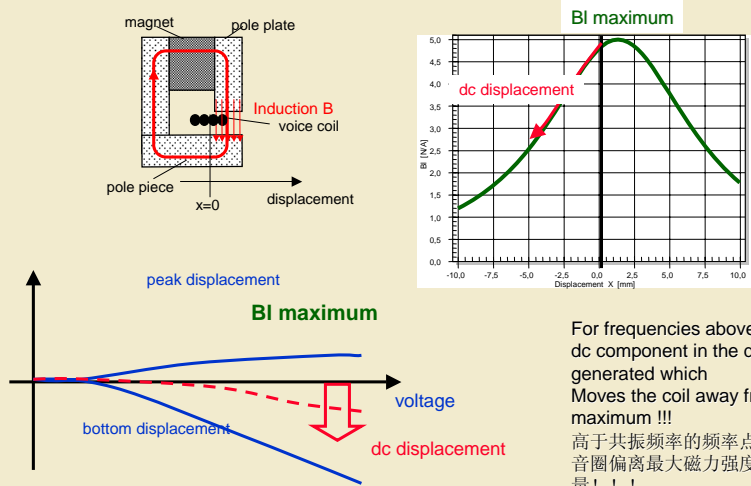 magnet
pole plate
Induction B
voice coil
pole piece
x=0
displacement
Bl maximum
5,0
4,5
4,0
3,5
3,0
2,5
2,0
1,5
1,0
0,5
0,0
Bl [N/A]
dc displacement
-10,0 -7,5 -5,0 -2,5 0,0 2,5 5,0 7,5 10,0
Displacement X [mm]
peak displacement
Bl maximum
voltage
bottom displacement
dc displacement
For frequencies above
dc component in the
generated which
Moves the coil away
maximum !!!
高于共振频率的频率点
音圈偏离最大磁力强度
量！！！